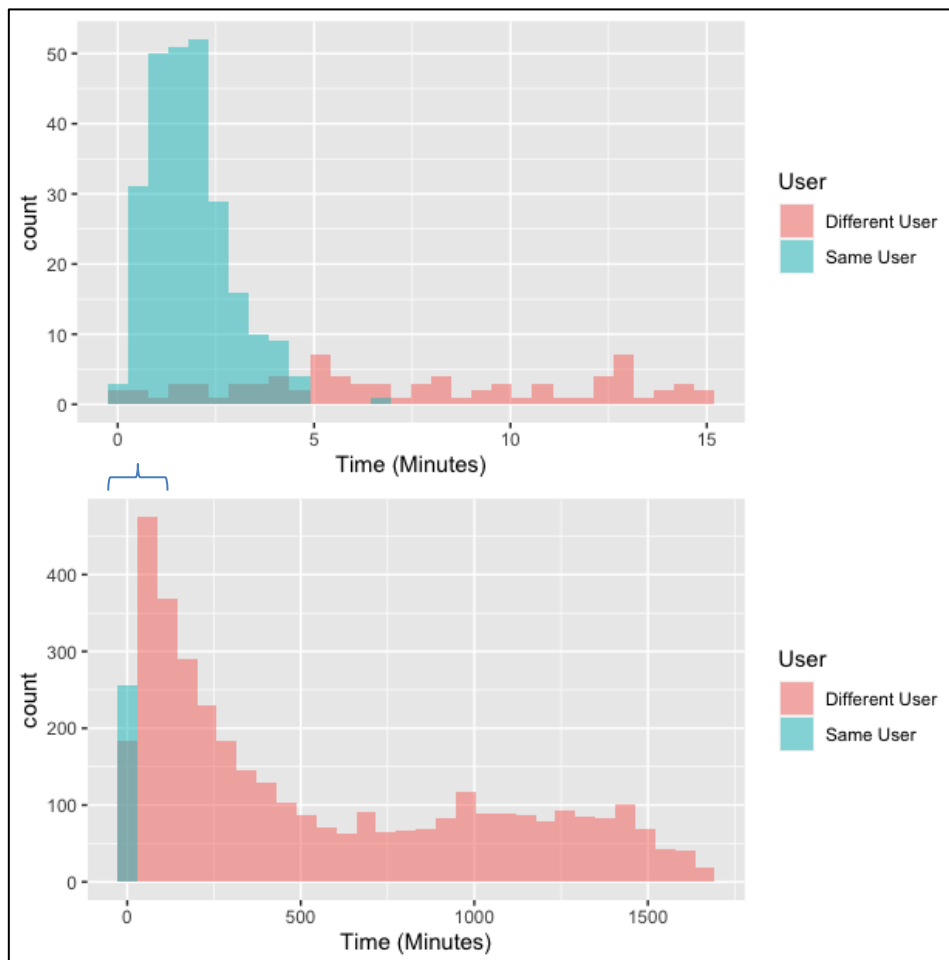 50
40
30
20
10
0
count
0 5 10 15
Time (Minutes)
User
Different User
Same User
400
300
200
100
0
count
0 500 1000 1500
Time (Minutes)
User
Different User
Same User